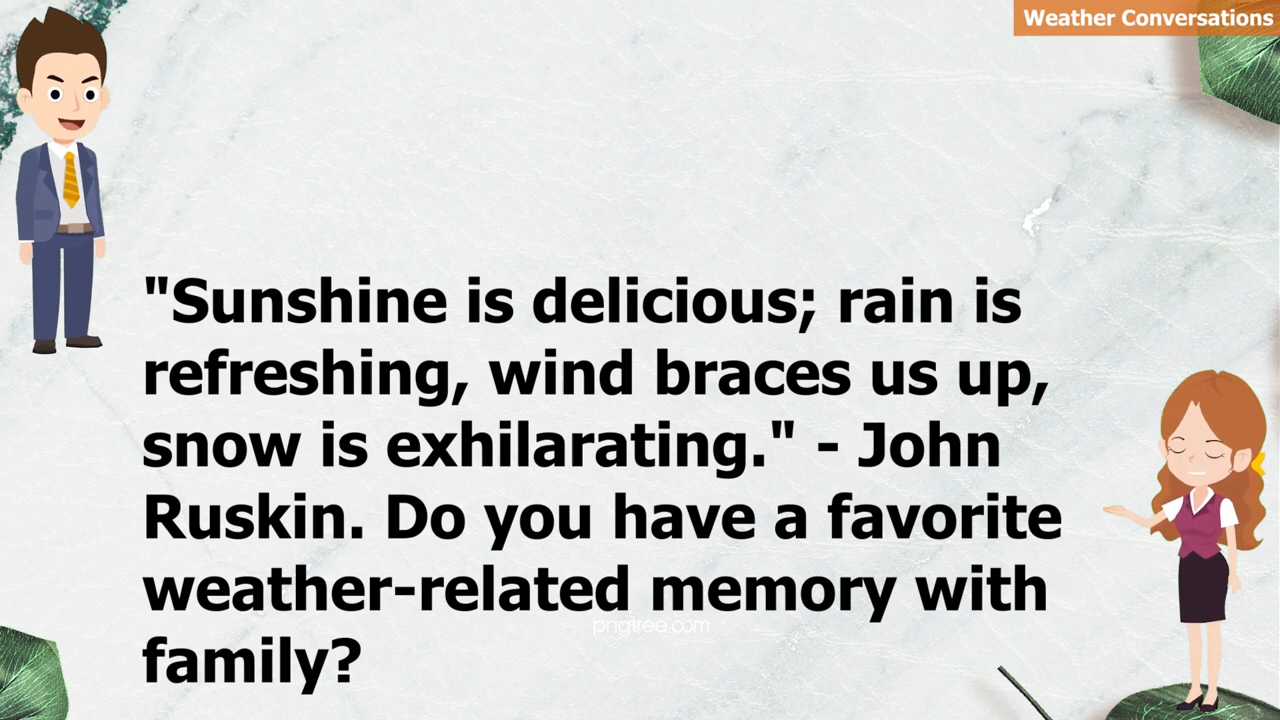 Weather Conversations
"Sunshine is delicious; rain is
refreshing, wind braces us up,
snow is exhilarating." - John
Ruskin. Do you have a favorite
weather-related memory with
pngtree.com
family?